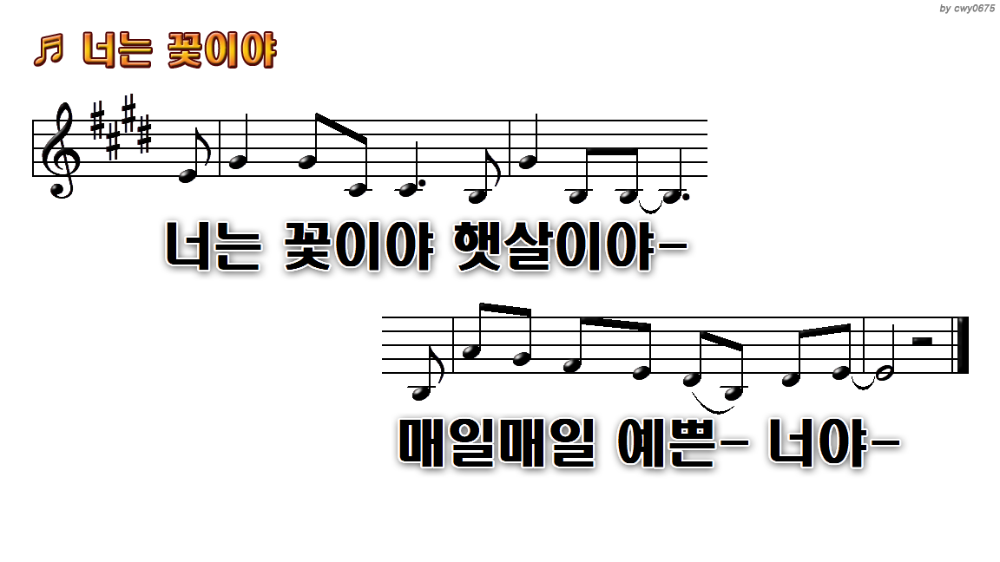 by cwy0675
♬ 너는 꽃이야
너는 꽃이야 햇살이야-
매일매일 예쁜- 너야-